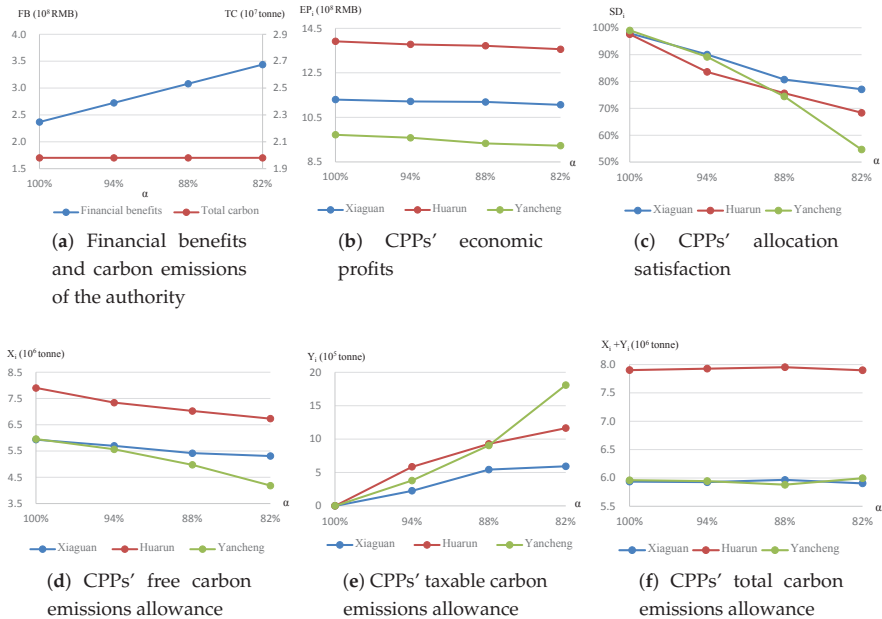 FB (10⁸ RMB) TC (10⁷ tonne)
4.0 2.9
3.5 2.7
3.0 2.5
2.5 2.3
2.0 2.1
1.5 1.9
100% 94% 88% 82%
α
Financial benefits Total carbon
(a) Financial benefits
and carbon emissions
of the authority
EPᵢ (10⁸ RMB)
14.5
12.5
10.5
8.5
α
100% 94% 88% 82%
Xiaguan Huarun Yancheng
(b) CPPs' economic
profits
SDᵢ
100%
90%
80%
70%
60%
50%
α
100% 94% 88% 82%
Xiaguan Huarun Yancheng
(c) CPPs' allocation
satisfaction
Xᵢ (10⁶ tonne)
8.5
7.5
6.5
5.5
4.5
3.5
α
100% 94% 88% 82%
Xiaguan Huarun Yancheng
(d) CPPs' free carbon
emissions allowance
Yᵢ (10⁵ tonne)
20
15
10
5
0
α
100% 94% 88% 82%
Xiaguan Huarun Yancheng
(e) CPPs' taxable carbon
emissions allowance
Xᵢ +Yᵢ (10⁶ tonne)
8.0
7.5
7.0
6.5
6.0
5.5
α
100% 94% 88% 82%
Xiaguan Huarun Yancheng
(f) CPPs' total carbon
emissions allowance